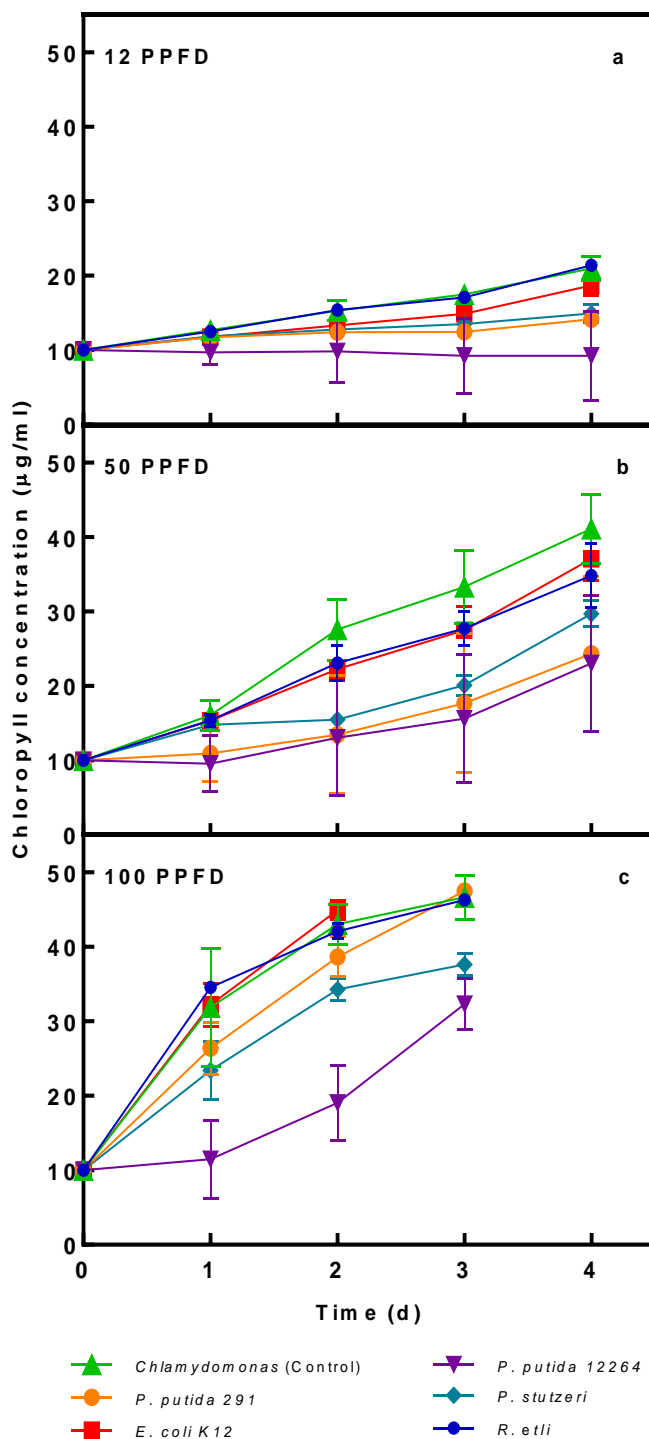 50
12 PPFD a
40
30
20
10
0
50
50 PPFD b
40
30
20
10
0
50
100 PPFD c
40
30
20
10
0
0 1 2 3 4
Time (d)
Chloropyll concentration (µg/ml)
Chlamydomonas (Control)
P. putida 291
E. coli K12
P. putida 12264
P. stutzeri
R. etli